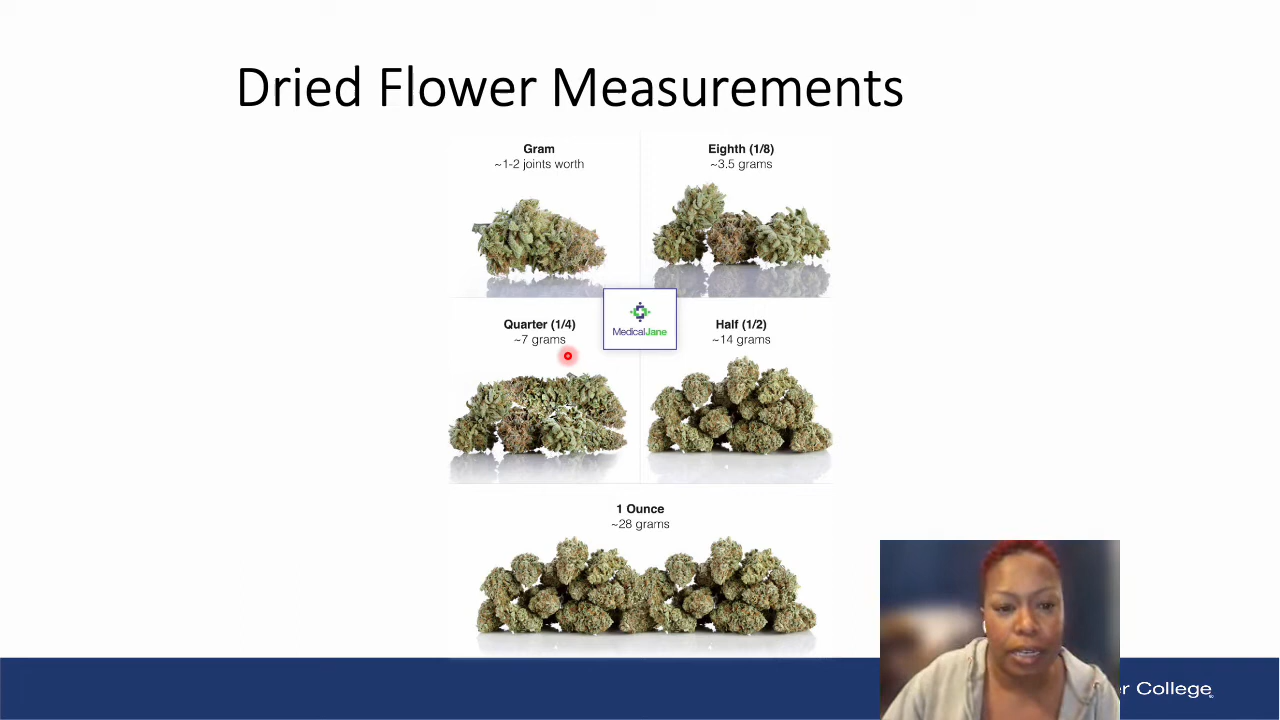 Dried Flower Measurements
Gram
~1-2 joints worth
Eighth (1/8)
~3.5 grams
Quarter (1/4)
~7 grams
MedicalJane
Half (1/2)
~14 grams
1 Ounce
~28 grams
College